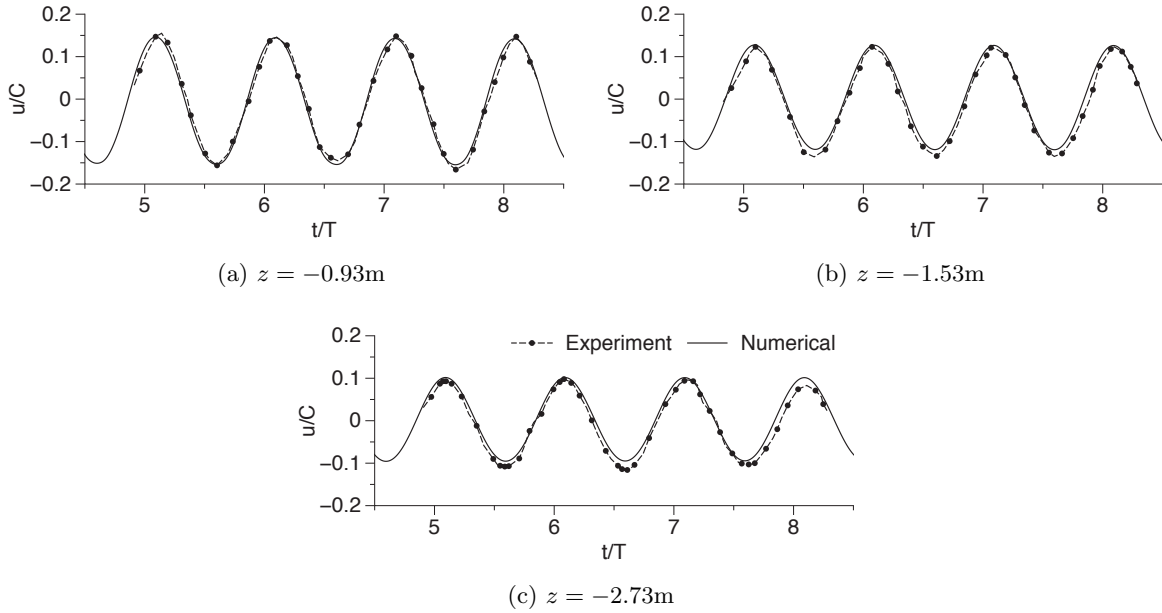 0.2
0.1
0
−0.1
−0.2
u/C
5 6 7 8
t/T
(a) z = −0.93m
0.2
0.1
0
−0.1
−0.2
u/C
5 6 7 8
t/T
(b) z = −1.53m
Experiment Numerical
0.2
0.1
0
−0.1
−0.2
u/C
5 6 7 8
t/T
(c) z = −2.73m